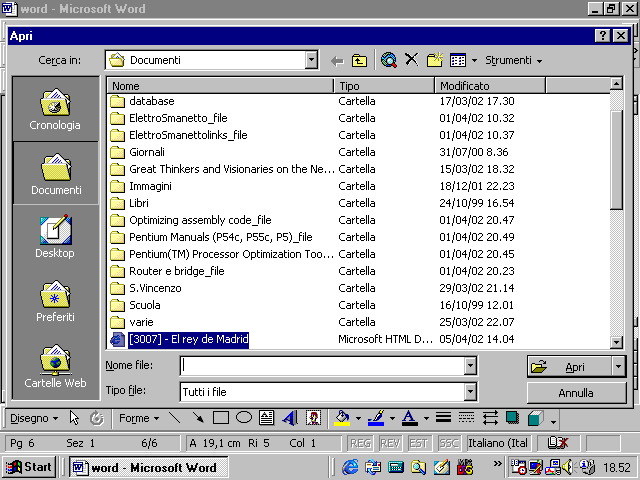 word - Microsoft Word
Apri
Cerca in: Documenti Strumenti
Nome Tipo Modificato
database Cartella 17/03/02 17.30
ElettroSmanetto_file Cartella 01/04/02 10.32
ElettroSmanettolinks_file Cartella 01/04/02 10.37
Giornali Cartella 31/07/00 8.36
Great Thinkers and Visionaries on the Ne... Cartella 15/03/02 18.32
Immagini Cartella 18/12/01 22.23
Libri Cartella 24/10/99 16.54
Optimizing assembly code_file Cartella 01/04/02 20.47
Pentium Manuals (P54c, P55c, P5)_file Cartella 01/04/02 20.49
Pentium(TM) Processor Optimization Too... Cartella 01/04/02 20.45
Router e bridge_file Cartella 01/04/02 20.23
S.Vincenzo Cartella 29/03/02 21.14
Scuola Cartella 16/10/99 12.01
varie Cartella 25/03/02 22.07
[3007] - El rey de Madrid Microsoft HTML D... 05/04/02 14.04
Cronologia
Documenti
Desktop
Preferiti
Cartelle Web
Nome file: Apri
Tipo file: Tutti i file Annulla
Disegno Forme
Pg 6 Sez 1 6/6 A 19,1 cm Ri 5 Col 1 REG REV EST SSC Italiano (Ital
Start word - Microsoft Word » 18.52